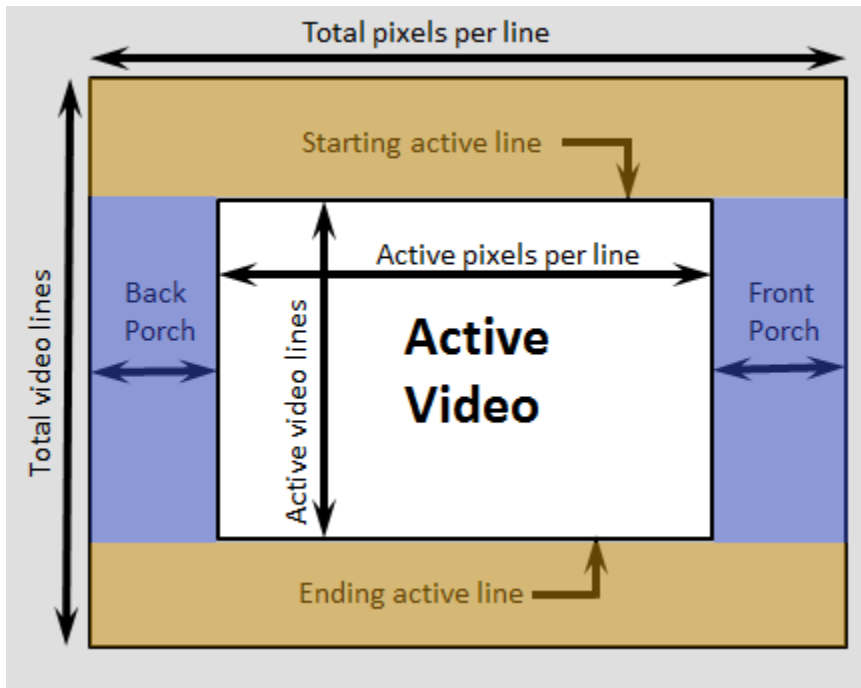 Total pixels per line
Starting active line
Active pixels per line
Back
Porch
Front
Porch
Total video lines
Active video lines
Active
Video
Ending active line